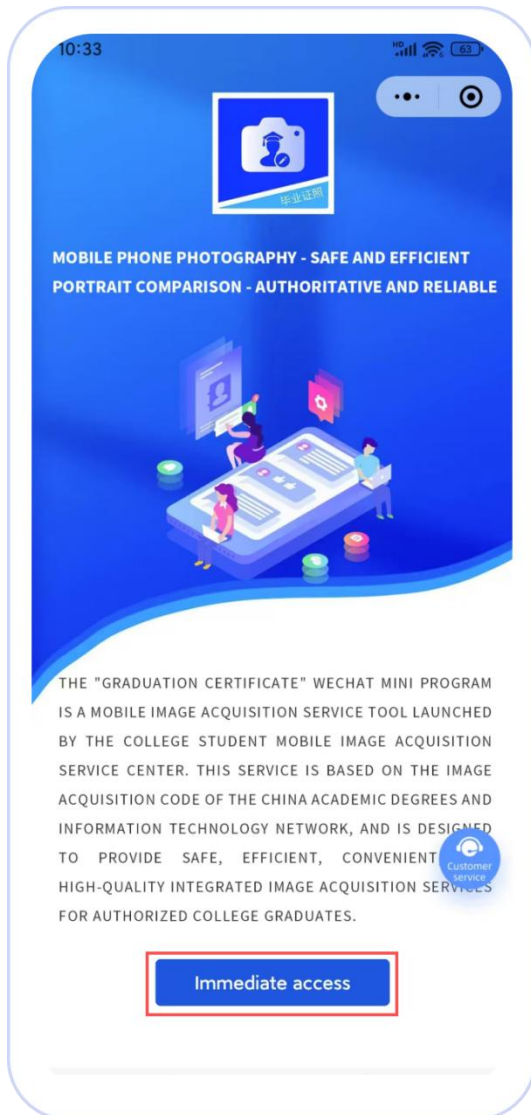 10:33
HD
63
毕业证照
MOBILE PHONE PHOTOGRAPHY - SAFE AND EFFICIENT
PORTRAIT COMPARISON - AUTHORITATIVE AND RELIABLE
THE "GRADUATION CERTIFICATE" WECHAT MINI PROGRAM
IS A MOBILE IMAGE ACQUISITION SERVICE TOOL LAUNCHED
BY THE COLLEGE STUDENT MOBILE IMAGE ACQUISITION
SERVICE CENTER. THIS SERVICE IS BASED ON THE IMAGE
ACQUISITION CODE OF THE CHINA ACADEMIC DEGREES AND
INFORMATION TECHNOLOGY NETWORK, AND IS DESIGNED
TO PROVIDE SAFE, EFFICIENT, CONVENIENT
HIGH-QUALITY INTEGRATED IMAGE ACQUISITION SERVICES
FOR AUTHORIZED COLLEGE GRADUATES.
Customer
service
Immediate access